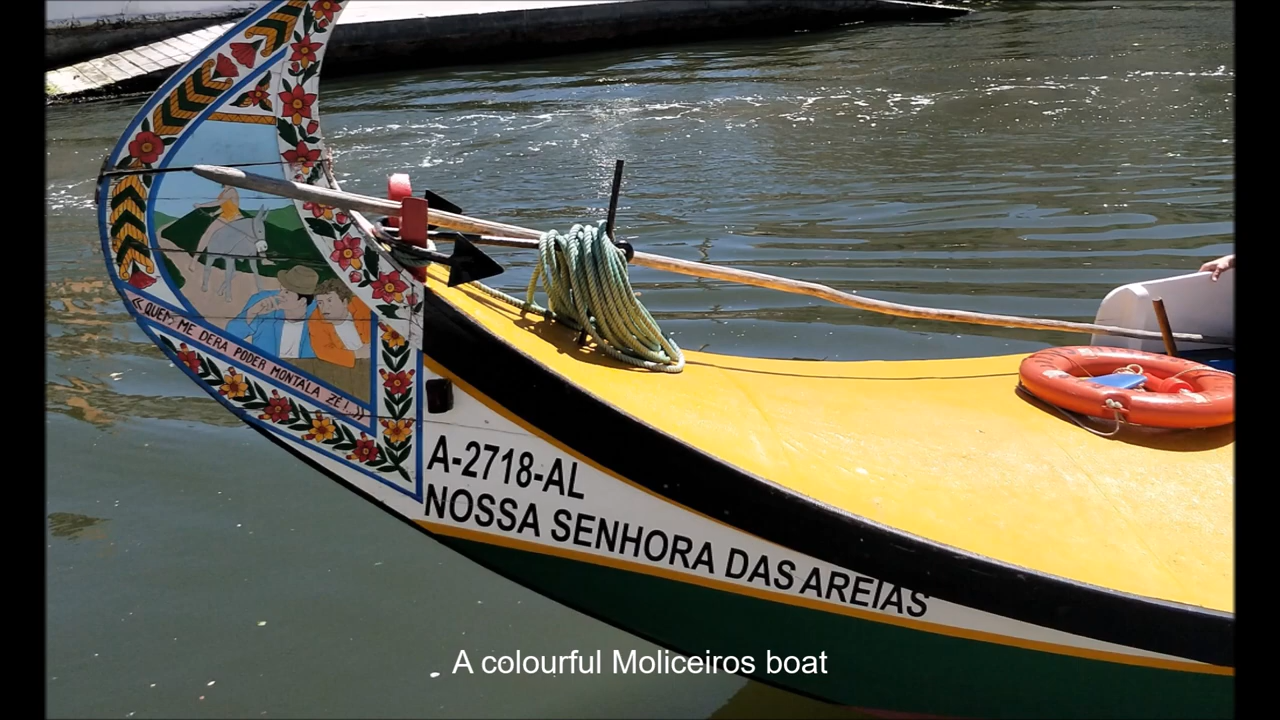 «QUEM ME DERA PODER MONTALA ZÉ!»
A-2718-AL
NOSSA SENHORA DAS AREIAS
A colourful Moliceiros boat